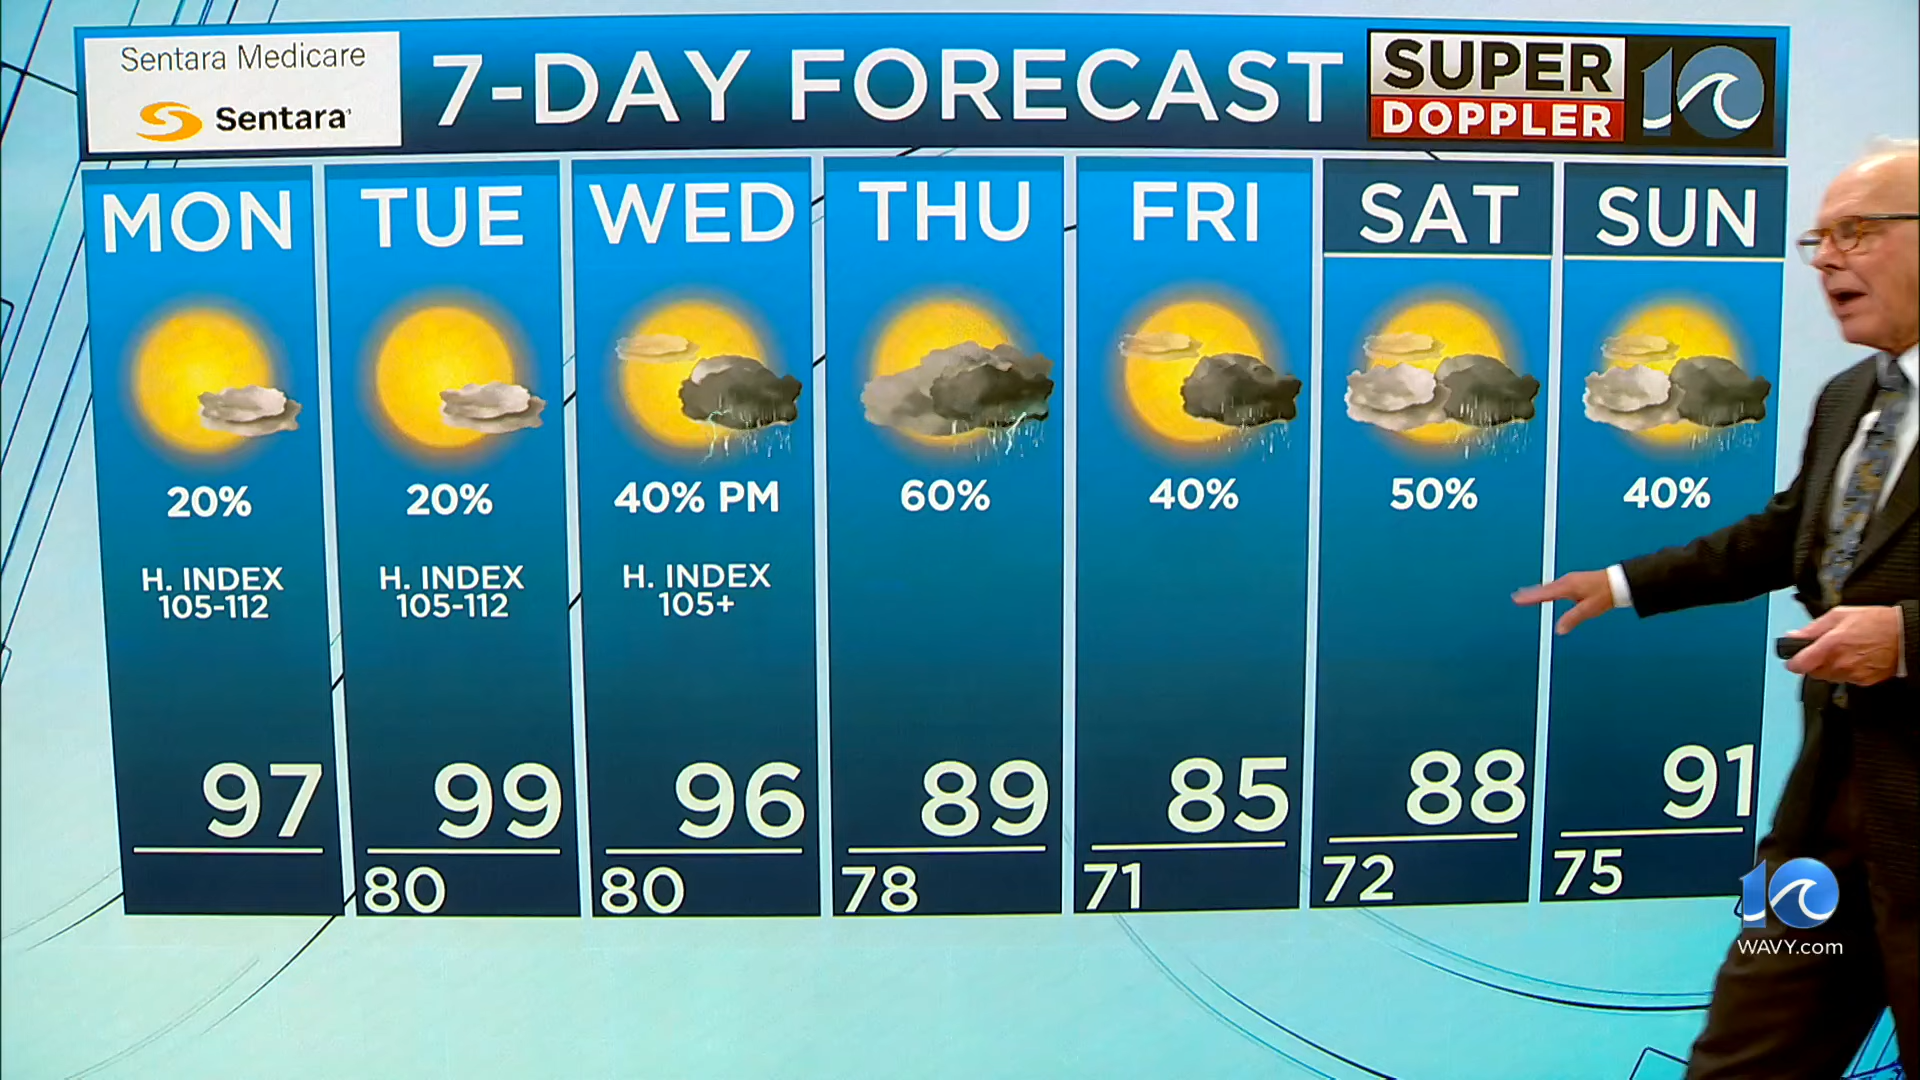 Sentara Medicare
Sentara
7-DAY FORECAST
SUPER
DOPPLER
10
MON
TUE
WED
THU
FRI
SAT
SUN
20%
20%
40% PM
60%
40%
50%
40%
H. INDEX
105-112
H. INDEX
105-112
H. INDEX
105+
97
99
96
89
85
88
91
80
80
78
71
72
75
10
WAVY.com